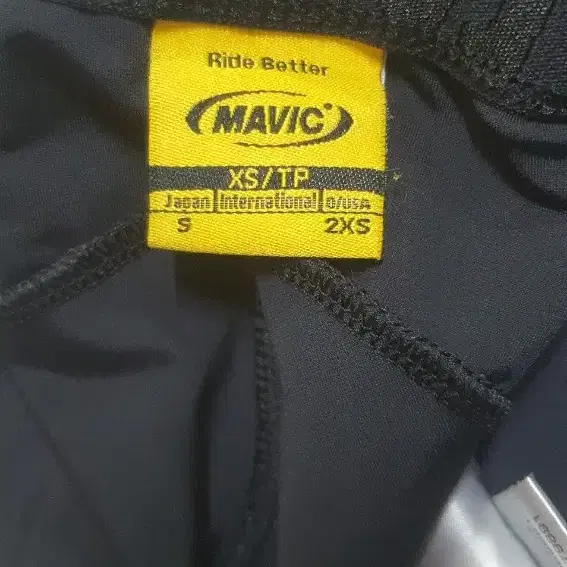 Ride Better
MAVIC
XS/TP
Japan International D/USA
S 2XS